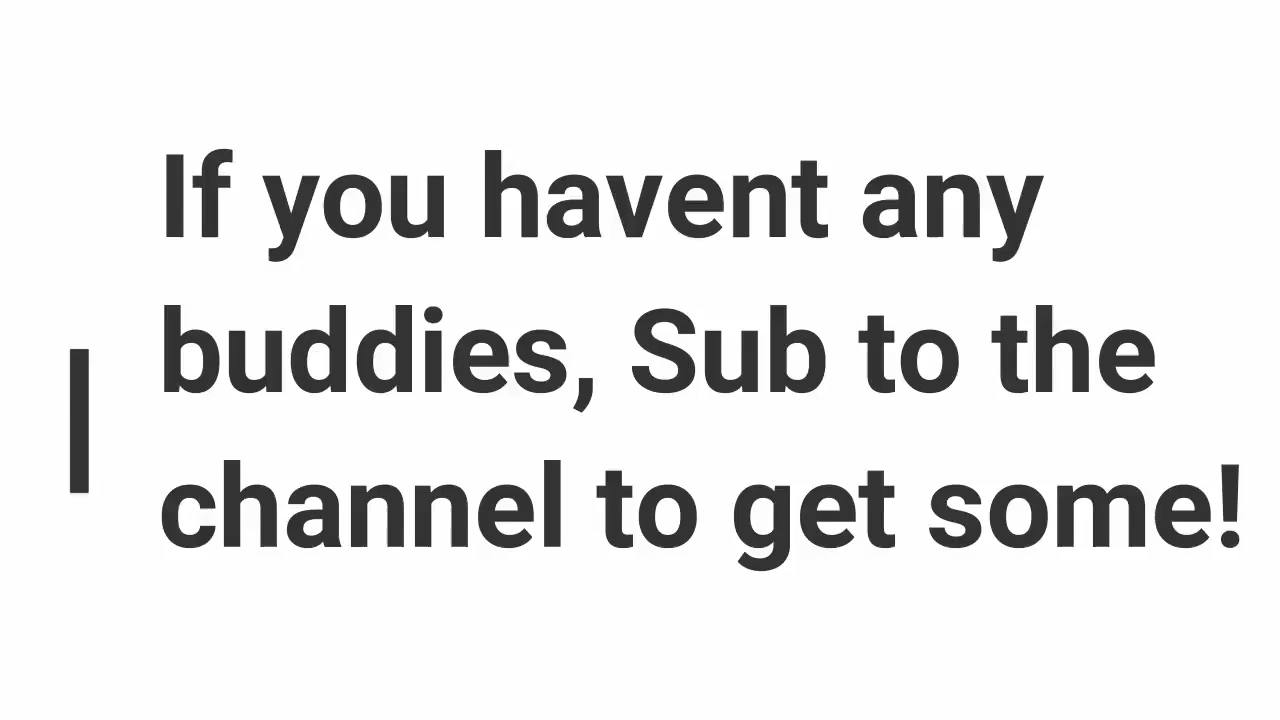 If you havent any
buddies, Sub to the
channel to get some!